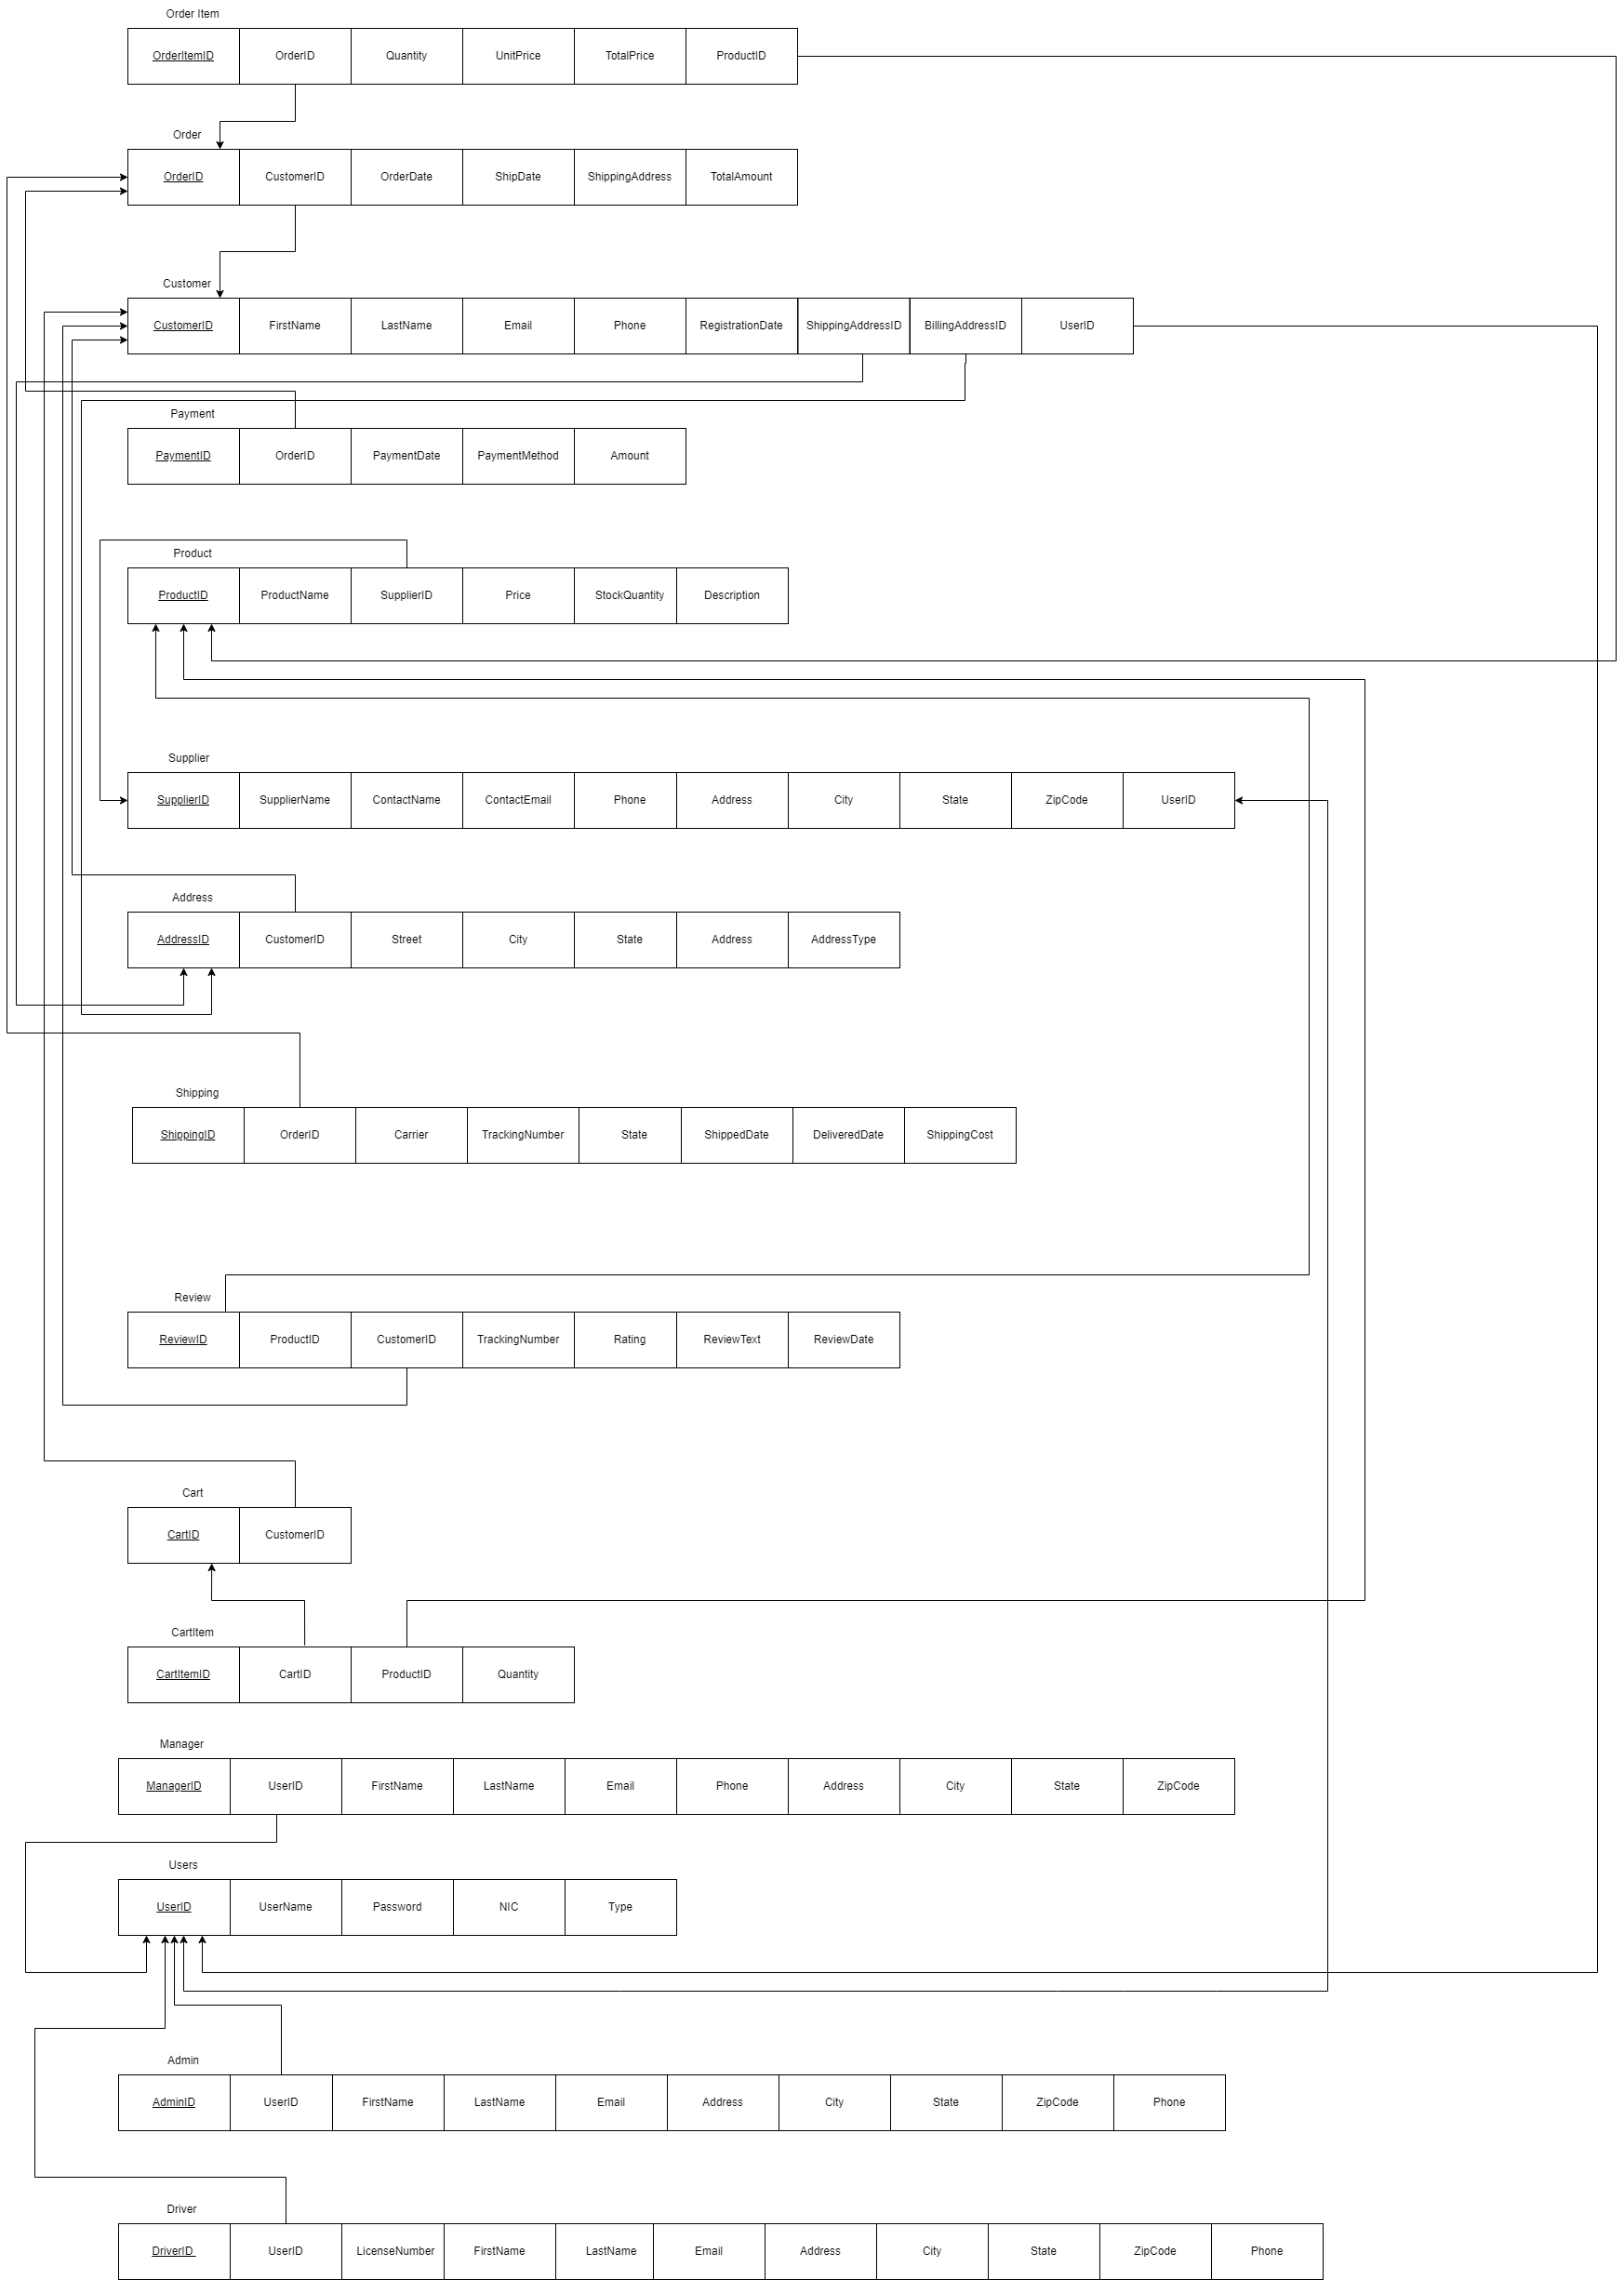 Order Item
OrderItemID OrderID Quantity UnitPrice TotalPrice ProductID
Order
OrderID CustomerID OrderDate ShipDate ShippingAddress TotalAmount
Customer
CustomerID FirstName LastName Email Phone RegistrationDate ShippingAddressID BillingAddressID UserID
Payment
PaymentID OrderID PaymentDate PaymentMethod Amount
Product
ProductID ProductName SupplierID Price StockQuantity Description
Supplier
SupplierID SupplierName ContactName ContactEmail Phone Address City State ZipCode UserID
Address
AddressID CustomerID Street City State Address AddressType
Shipping
ShippingID OrderID Carrier TrackingNumber State ShippedDate DeliveredDate ShippingCost
Review
ReviewID ProductID CustomerID TrackingNumber Rating ReviewText ReviewDate
Cart
CartID CustomerID
CartItem
CartItemID CartID ProductID Quantity
Manager
ManagerID UserID FirstName LastName Email Phone Address City State ZipCode
Users
UserID UserName Password NIC Type
Admin
AdminID UserID FirstName LastName Email Address City State ZipCode Phone
Driver
DriverID UserID LicenseNumber FirstName LastName Email Address City State ZipCode Phone